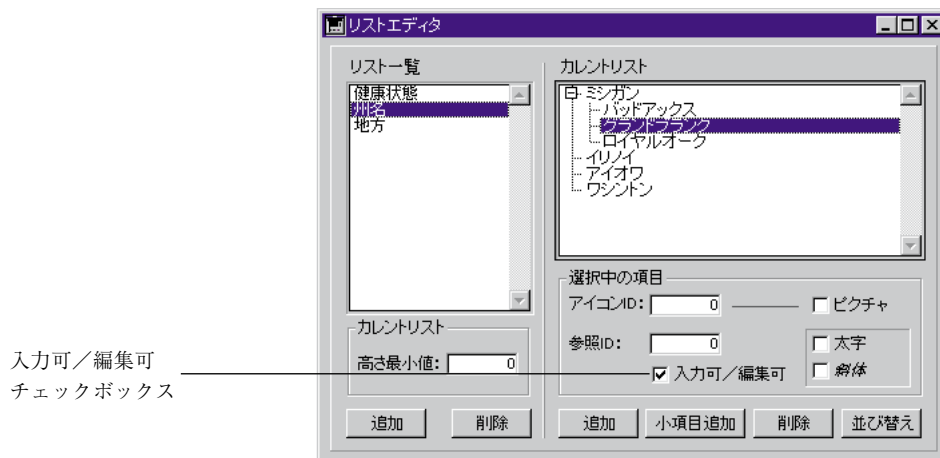 リストエディタ
リスト一覧
健康状態
州名
地方
カレントリスト
高さ最小値: 0
追加 削除
カレントリスト
ミシガン
バッドアックス
グランドブランク
ロイヤルオーク
イリノイ
アイオワ
ワシントン
選択中の項目
アイコンID: 0 ピクチャ
参照ID: 0 太字
入力可/編集可 斜体
追加 小項目追加 削除 並び替え
入力可/編集可
チェックボックス